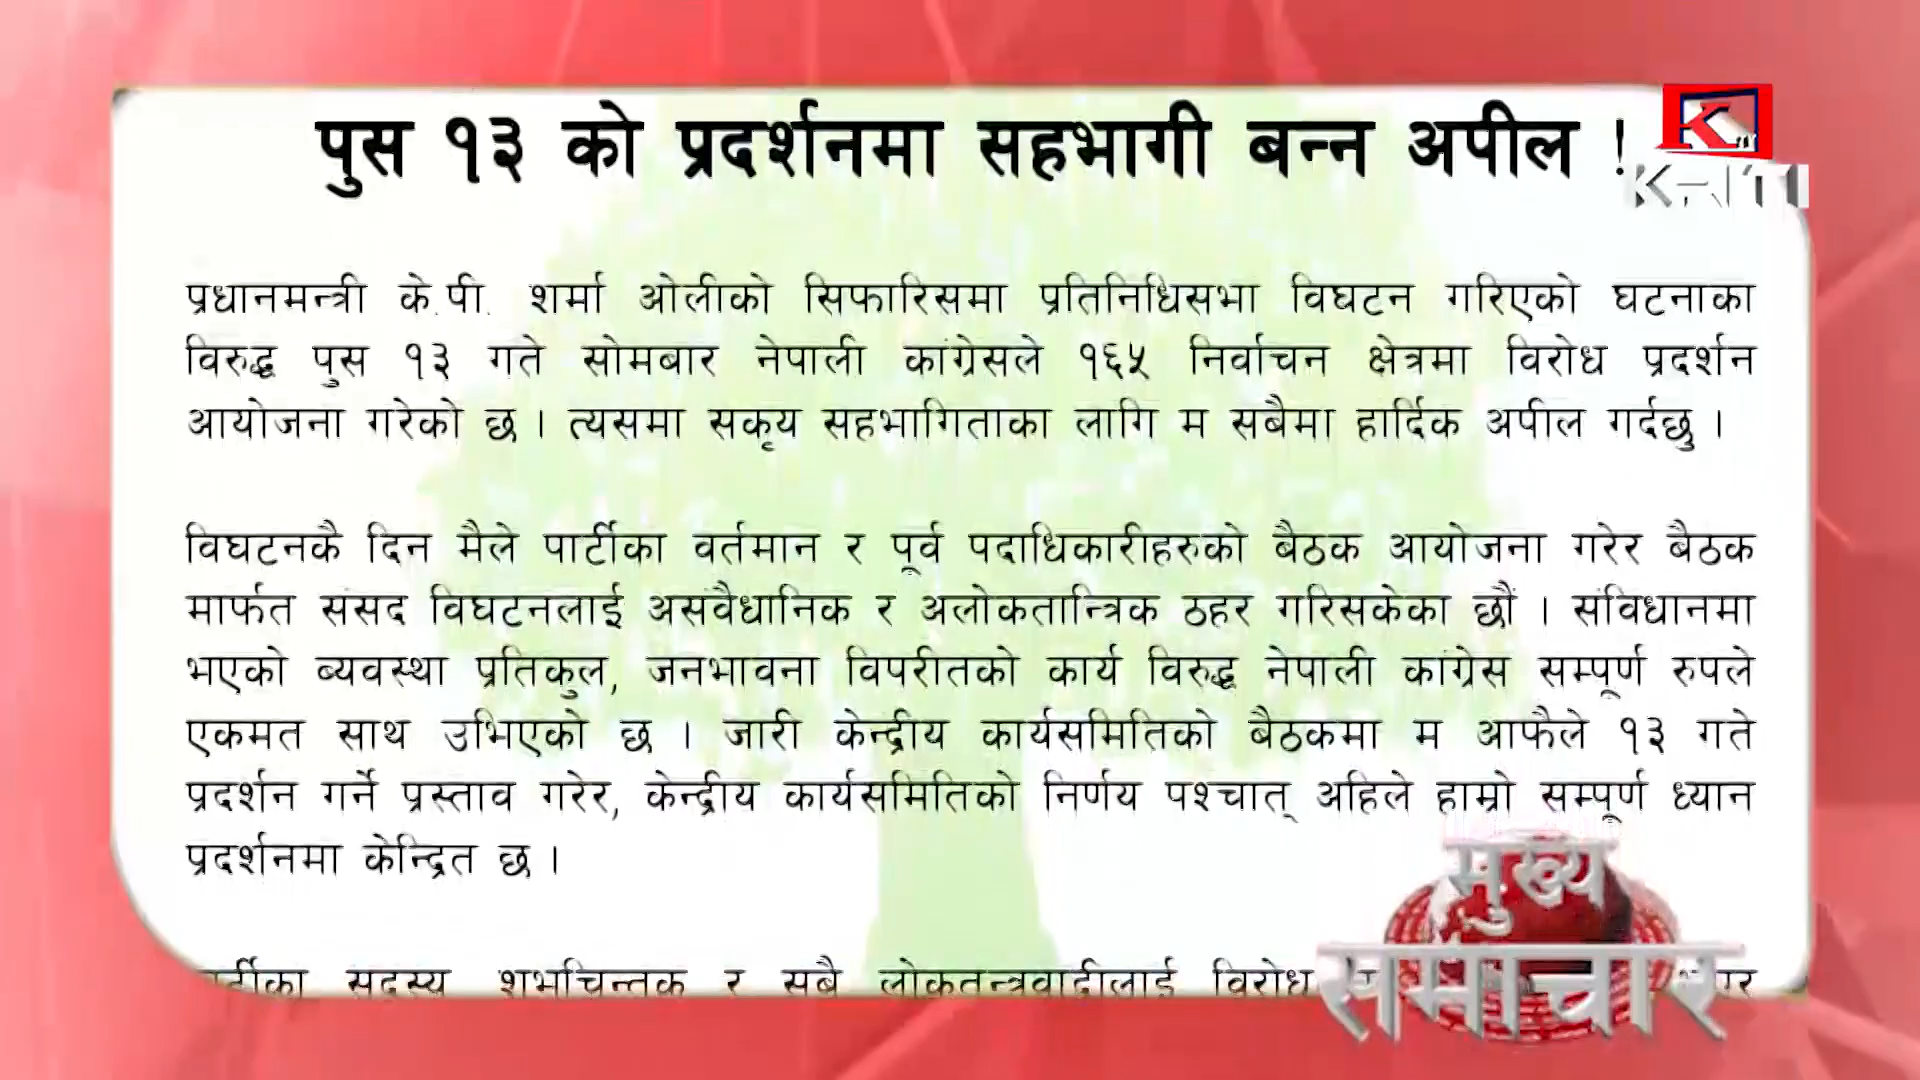 पुस १३ को प्रदर्शनमा सहभागी बन्न अपील !
प्रधानमन्त्री के.पी. शर्मा ओलीको सिफारिसमा प्रतिनिधिसभा विघटन गरिएको घटनाका
विरुद्ध पुस १३ गते सोमबार नेपाली कांग्रेसले १६५ निर्वाचन क्षेत्रमा विरोध प्रदर्शन
आयोजना गरेको छ । त्यसमा सकृय सहभागिताका लागि म सबैमा हार्दिक अपील गर्दछु ।
विघटनकै दिन मैले पार्टीका वर्तमान र पूर्व पदाधिकारीहरुको बैठक आयोजना गरेर बैठक
मार्फत संसद विघटनलाई असंवैधानिक र अलोकतान्त्रिक ठहर गरिसकेका छौं । संविधानमा
भएको ब्यवस्था प्रतिकुल, जनभावना विपरीतको कार्य विरुद्ध नेपाली कांग्रेस सम्पूर्ण रुपले
एकमत साथ उभिएको छ । जारी केन्द्रीय कार्यसमितिको बैठकमा म आफैले १३ गते
प्रदर्शन गर्ने प्रस्ताव गरेर, केन्द्रीय कार्यसमितिको निर्णय पश्चात् अहिले हाम्रो सम्पूर्ण ध्यान
प्रदर्शनमा केन्द्रित छ ।
सदस्य शुभचिन्तक र सबै लोकतन्त्रवादीलाई विरोध
मुख्य
समाचार